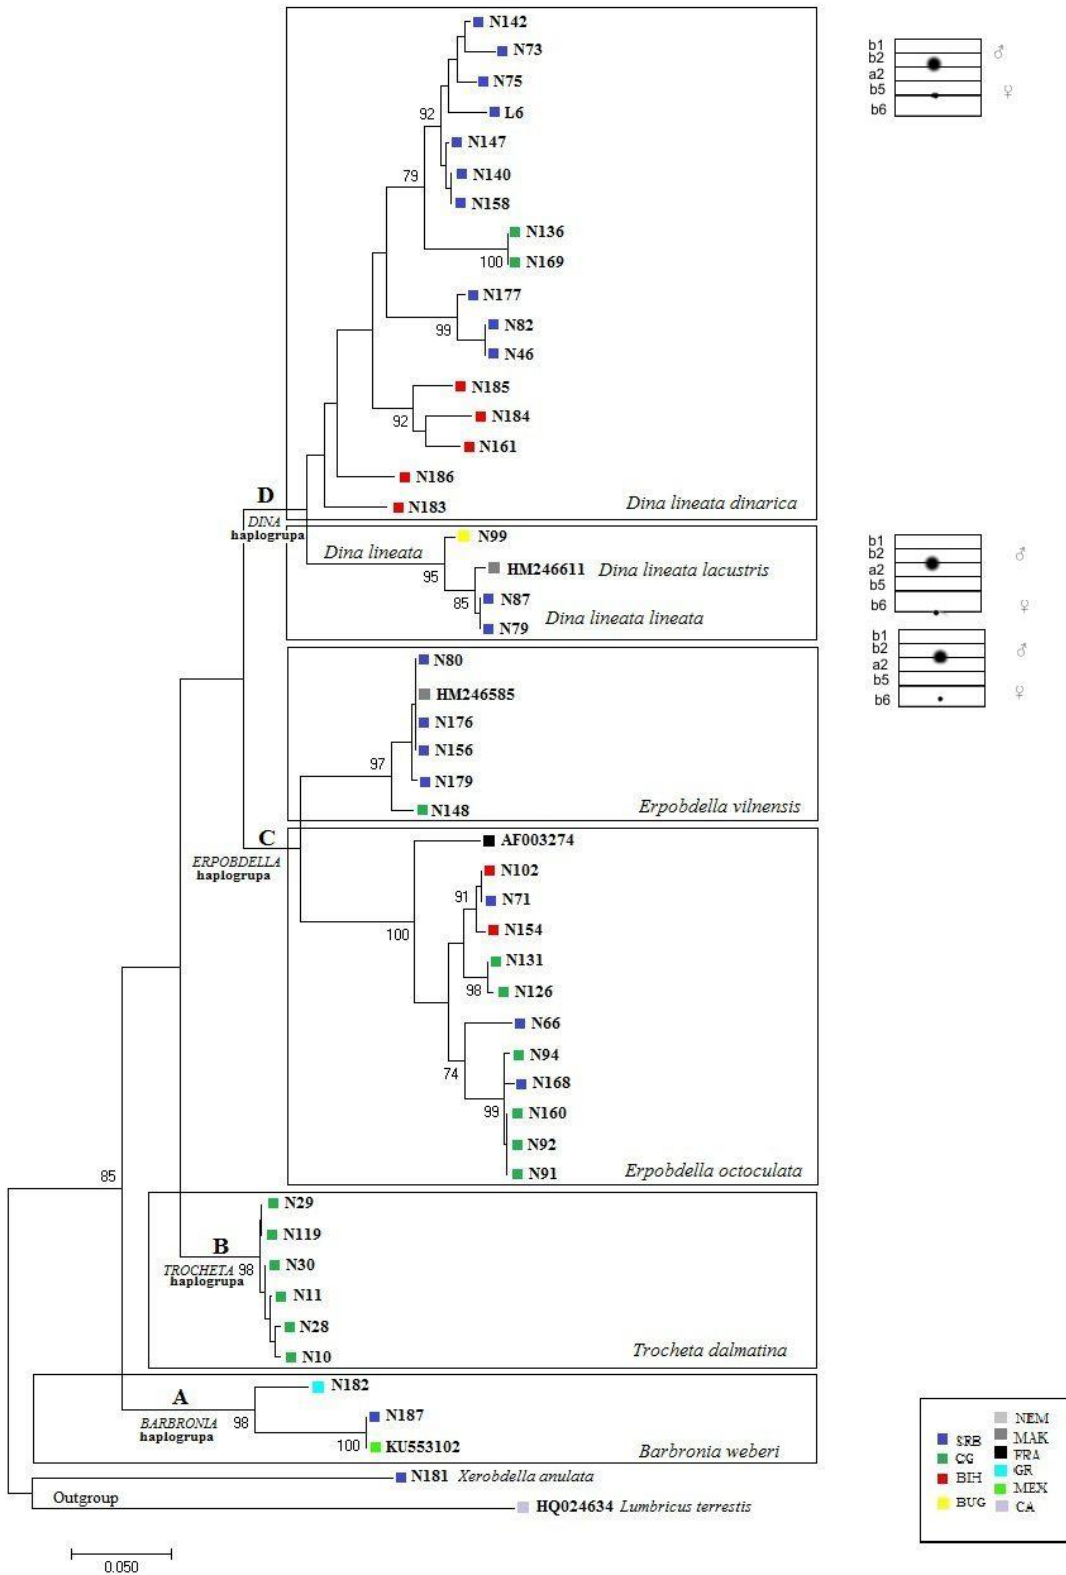 N142
b1
b2
♂
N73
a2
N75
b5
♀
92
L6
b6
N147
N140
79
N158
N136
100
N169
N177
99
N82
N46
N185
92
N184
N161
N186
D
Dina lineata dinarica
N183
DINA
haplogrupa
N99
b1
Dina lineata
b2
♂
95
HM246611 Dina lineata lacustris
a2
b5
85
N87
b6
♀
Dina lineata lineata
N79
b1
N80
b2
♂
a2
HM246585
b5
N176
b6
♀
N156
97
N179
Erpobdella vilnensis
N148
C
AF003274
ERPOBDELLA
haplogrupa
N102
91
N71
100
N154
N131
98
N126
N66
N94
74
N168
99
N160
N92
Erpobdella octoculata
N91
85
N29
N119
B
TROCHETA 98
haplogrupa
N30
N11
N28
Trocheta dalmatina
N10
A
N182
BARBRONIA 98
haplogrupa
N187
100
KU553102
Barbronia weberi
N181 Xerobdella anulata
Outgroup
HQ024634 Lumbricus terrestis
0.050
NEM
SRB
MAK
CG
FRA
BIH
GR
BUG
MEX
CA